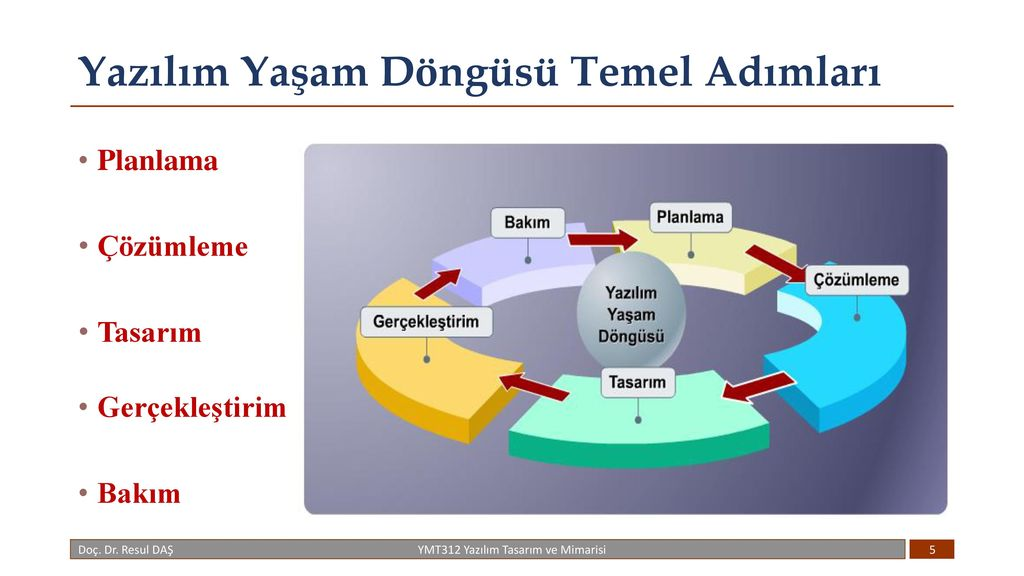 Yazılım Yaşam Döngüsü Temel Adımları
• Planlama
• Çözümleme
• Tasarım
• Gerçekleştirim
• Bakım
Bakım
Planlama
Çözümleme
Gerçekleştirim
Yazılım
Yaşam
Döngüsü
Tasarım
Doç. Dr. Resul DAŞ
YMT312 Yazılım Tasarım ve Mimarisi
5